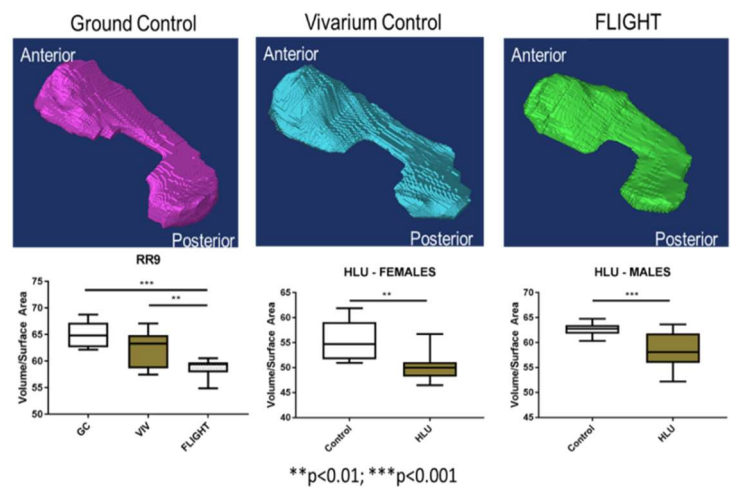 Ground Control
Vivarium Control
FLIGHT
Anterior
Posterior
Anterior
Posterior
Anterior
Posterior
RR9
Volume/Surface Area
75
70
65
60
55
50
***
**
GC
VIV
FLIGHT
HLU - FEMALES
Volume/Surface Area
65
60
55
50
45
40
**
Control
HLU
HLU - MALES
Volume/Surface Area
70
65
60
55
50
45
***
Control
HLU
**p<0.01; ***p<0.001